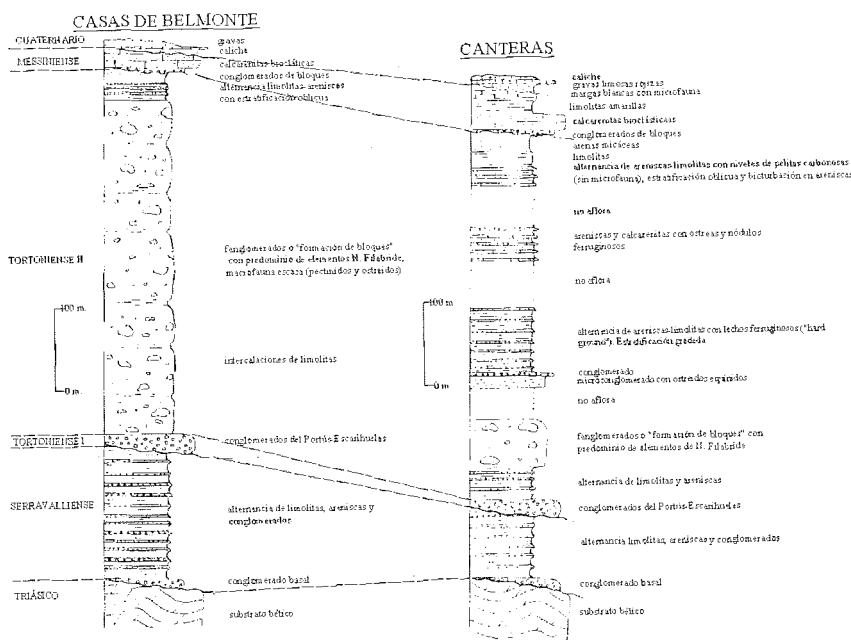 CASAS DE BELMONTE
CUATERNARIO
MESSINIENSE
TORTONIENSE II
100 m.
0 m.
TORTONIENSE I
SERRAVALLIENSE
TRIÁSICO
gravas
caliche
calcarenitas bioclásticas
conglomerados de bloques
alternancia limolitas-areniscas
con estratificación oblicua
fanglomerados o "formación de bloques"
con predominio de elementos N. Filabride,
macrofauna escasa (pectínidos y ostreidos)
intercalaciones de limolitas
conglomerados del Portús-Escarihuelas
alternancia de limolitas, areniscas y
conglomerados
conglomerado basal
substrato bético
CANTERAS
100 m
0 m
caliche
gravas limosas rojizas
margas blancas con microfauna
limolitas amarillas
calcarenitas bioclásticas
conglomerados de bloques
arenas micáceas
limolitas
alternancia de areniscas limolitas con niveles de pelitas carbonosas
(sin microfauna), estratificación oblicua y bioturbación en areniscas
no aflora
areniscas y calcarenitas con ostreas y nódulos
ferruginosos
no aflora
alternancia de areniscas-limolitas con lechos ferruginosos ("hard
ground"). Estratificación gradada
conglomerado
microconglomerado con ostreidos equínidos
no aflora
fanglomerados o "formación de bloques" con
predominio de elementos de N. Filabride
alternancia de limolitas y areniscas
conglomerados del Portús-Escarihuelas
alternancia limolitas, areniscas y conglomerados
conglomerado basal
substrato bético